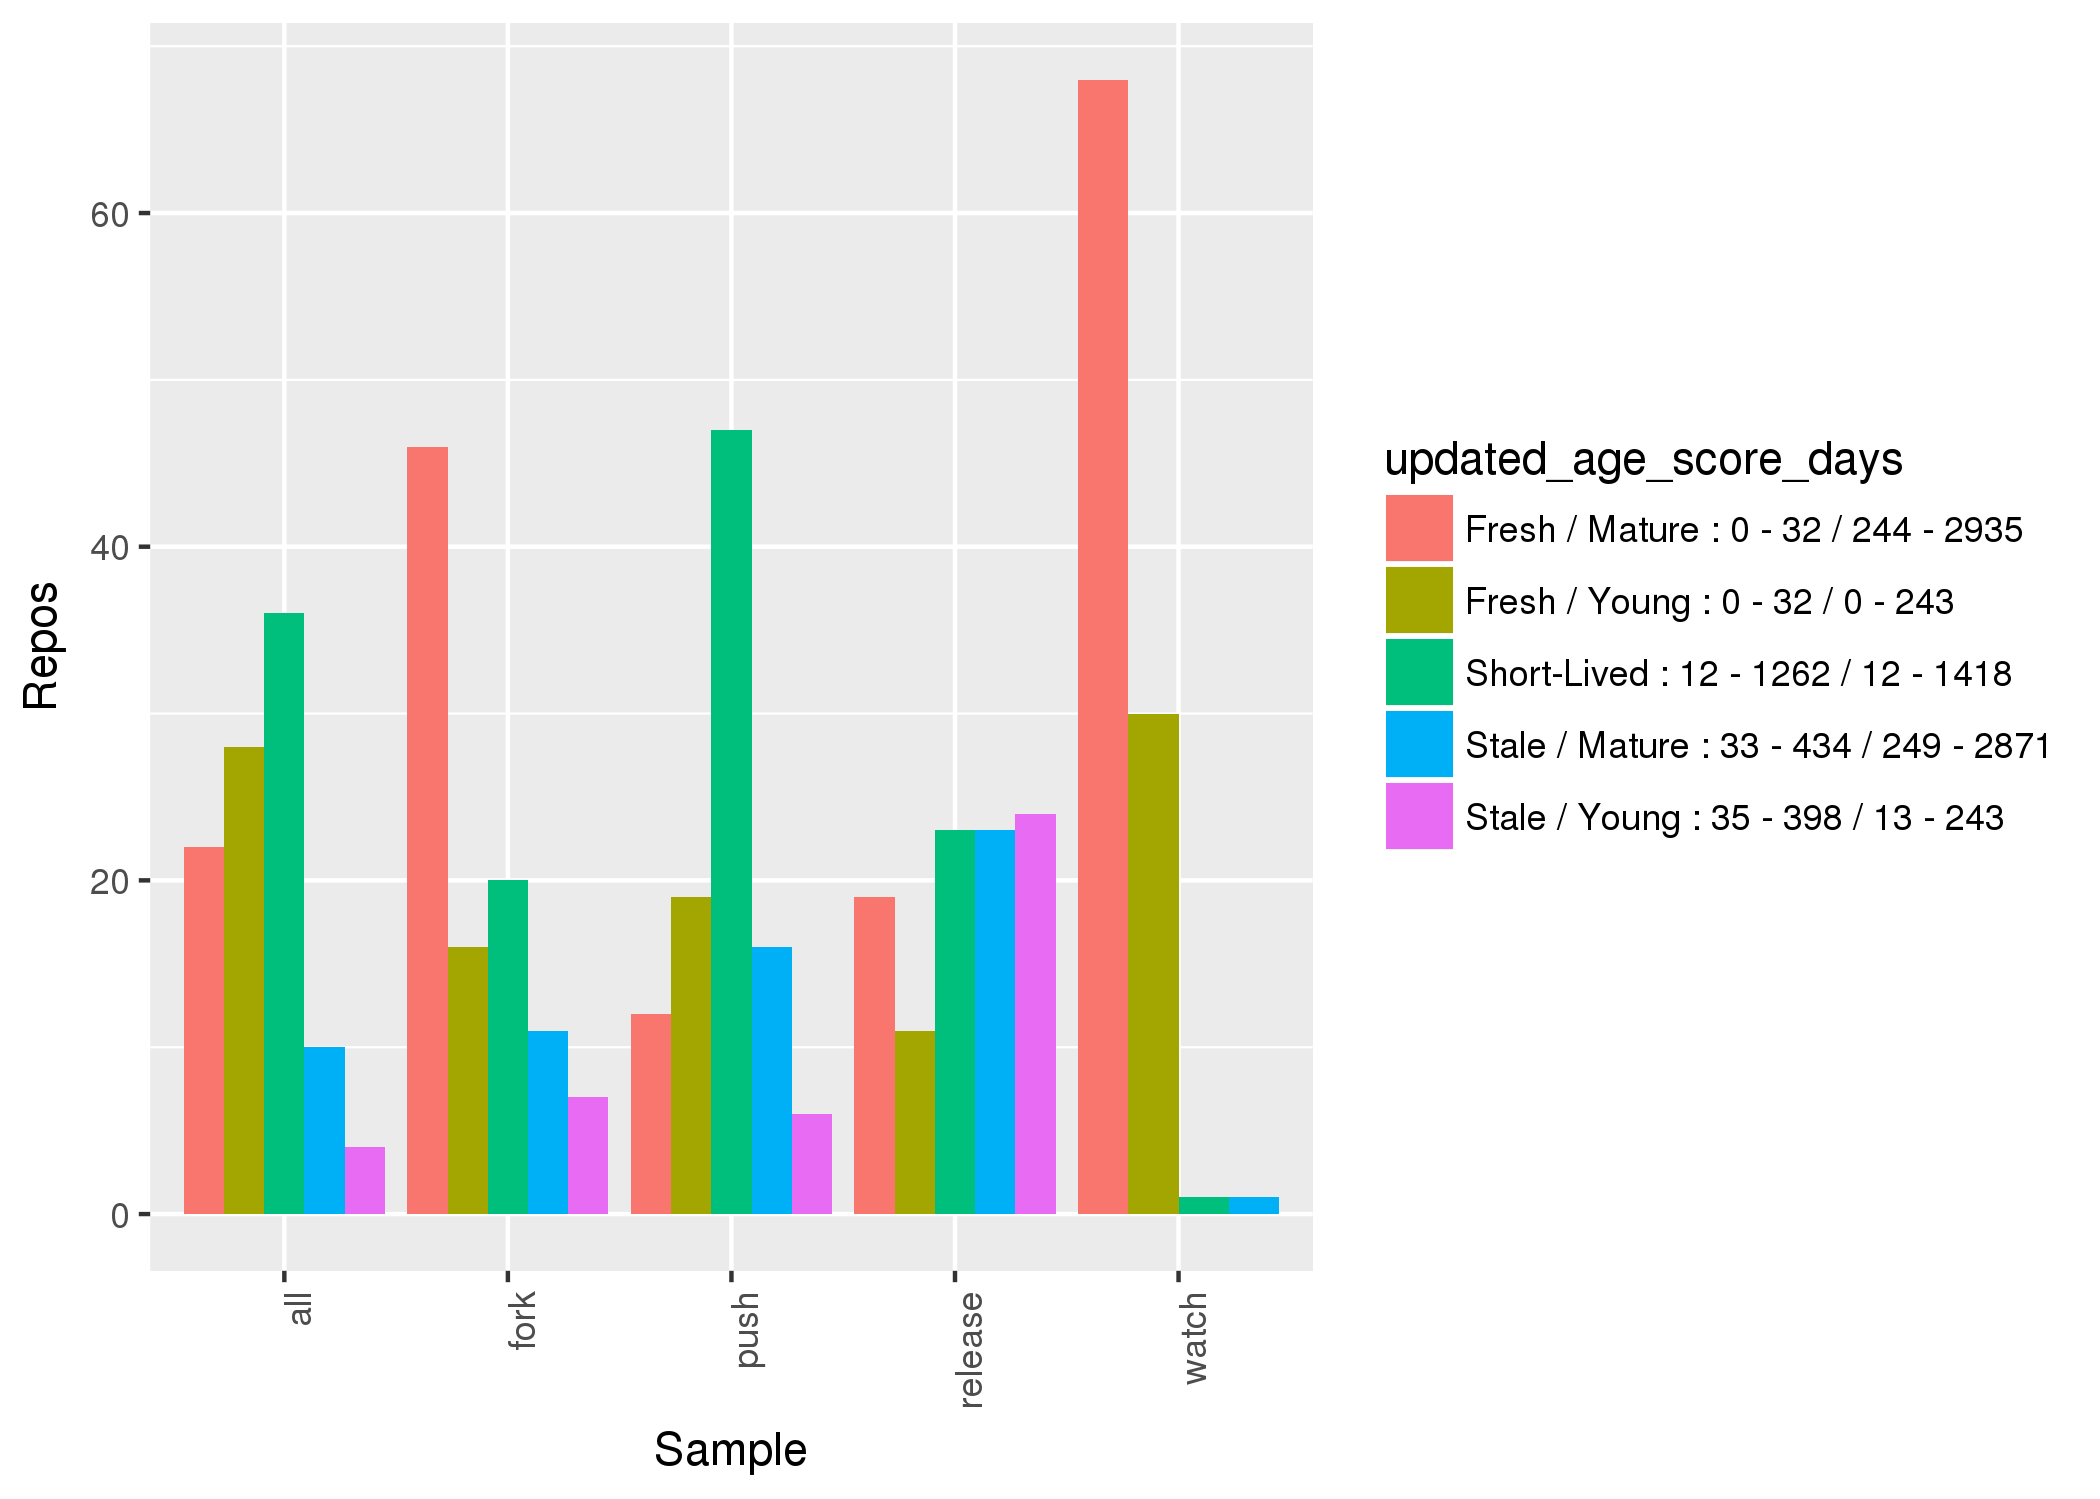 60
40
20
0
Repos
all
fork
push
release
watch
Sample
updated_age_score_days
Fresh / Mature : 0 - 32 / 244 - 2935
Fresh / Young : 0 - 32 / 0 - 243
Short-Lived : 12 - 1262 / 12 - 1418
Stale / Mature : 33 - 434 / 249 - 2871
Stale / Young : 35 - 398 / 13 - 243